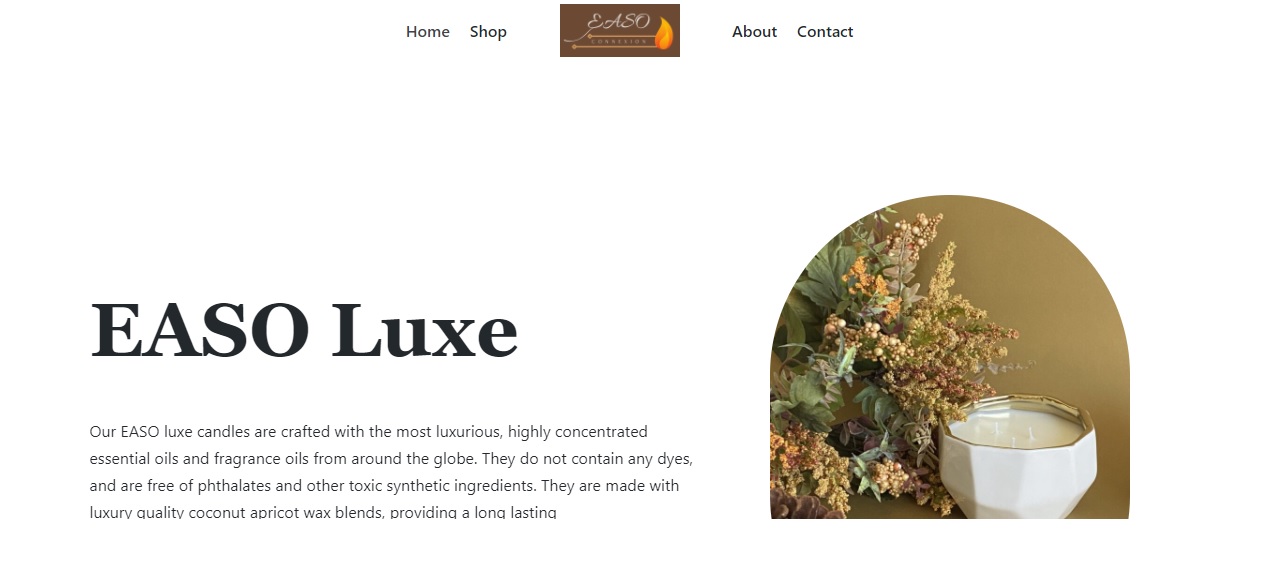 Home Shop
EASO
CONNEXION
About Contact
EASO Luxe
Our EASO luxe candles are crafted with the most luxurious, highly concentrated
essential oils and fragrance oils from around the globe. They do not contain any dyes,
and are free of phthalates and other toxic synthetic ingredients. They are made with
luxury quality coconut apricot wax blends, providing a long lasting